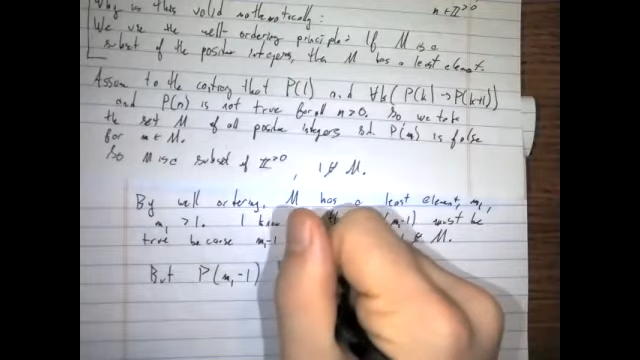 Why is this valid mathematically: n ∈ ℤ^>0
We use the well-ordering principle: If M is a
subset of the positive integers, then M has a least element.
Assume to the contrary that P(1) and ∀k(P(k) → P(k+1))
and P(n) is not true for all n>0. So we take
the set M of all positive integers s.t. P(m) is false
for m ∈ M.
So M is a subset of ℤ^>0, 1 ∉ M.
By well ordering, M has a least element, m₁,
m₁ > 1. I know (m₁-1) must be
true because m₁-1 ∉ M.
But P(m₁-1)